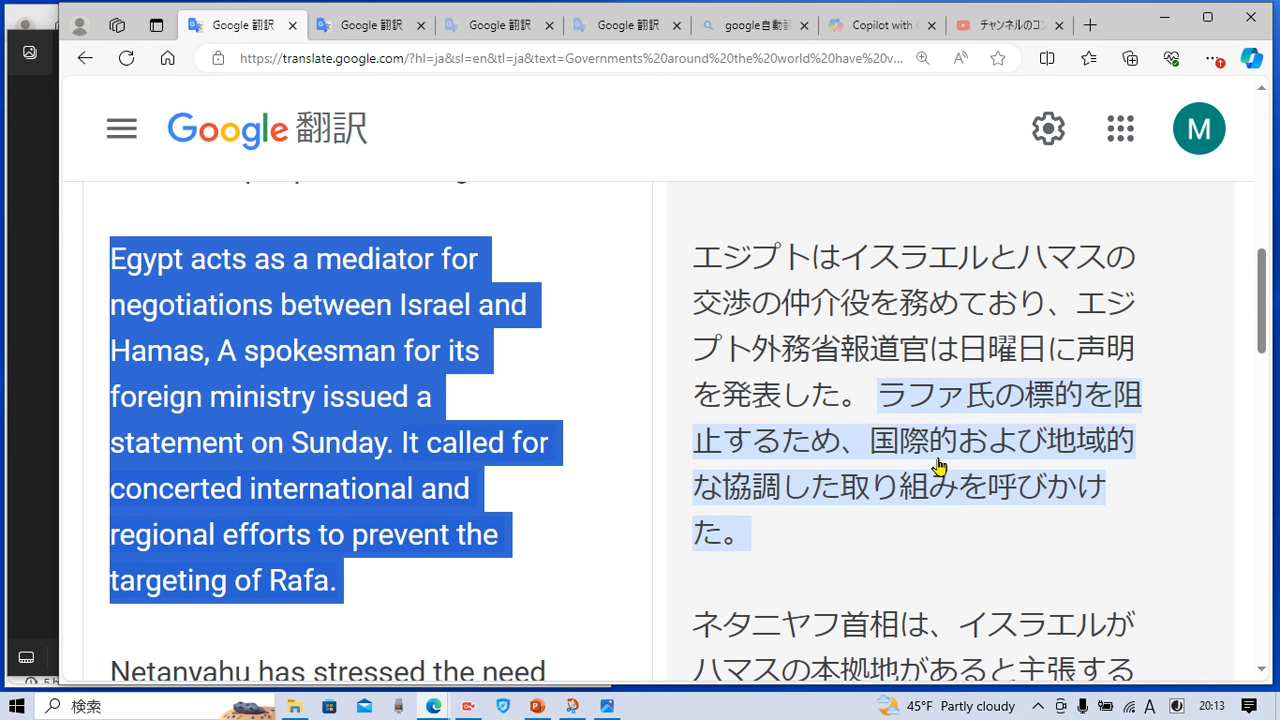 Google 翻訳
Google 翻訳
Google 翻訳
Google 翻訳
google自動翻
Copilot with
チャンネルのコン
https://translate.google.com/?hl=ja&sl=en&tl=ja&text=Governments%20around%20the%20world%20have%20v...
Google 翻訳
M
Egypt acts as a mediator for
negotiations between Israel and
Hamas, A spokesman for its
foreign ministry issued a
statement on Sunday. It called for
concerted international and
regional efforts to prevent the
targeting of Rafa.
Netanyahu has stressed the need
エジプトはイスラエルとハマスの
交渉の仲介役を務めており、エジ
プト外務省報道官は日曜日に声明
を発表した。 ラファ氏の標的を阻
止するため、国際的および地域的
な協調した取り組みを呼びかけ
た。
ネタニヤフ首相は、イスラエルが
ハマスの本拠地があると主張する
検索
45°F Partly cloudy
A
20:13